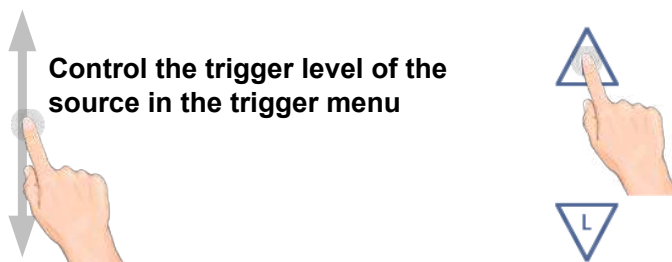 Control the trigger level of the
source in the trigger menu
L